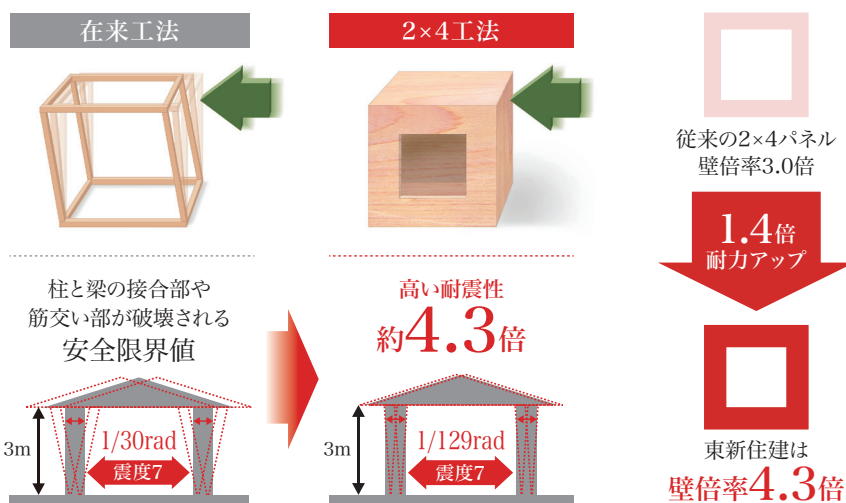 在来工法
柱と梁の接合部や
筋交い部が破壊される
安全限界値
3m
1/30rad
震度7
2×4工法
高い耐震性
約4.3倍
3m
1/129rad
震度7
従来の2×4パネル
壁倍率3.0倍
1.4倍
耐力アップ
東新住建は
壁倍率4.3倍